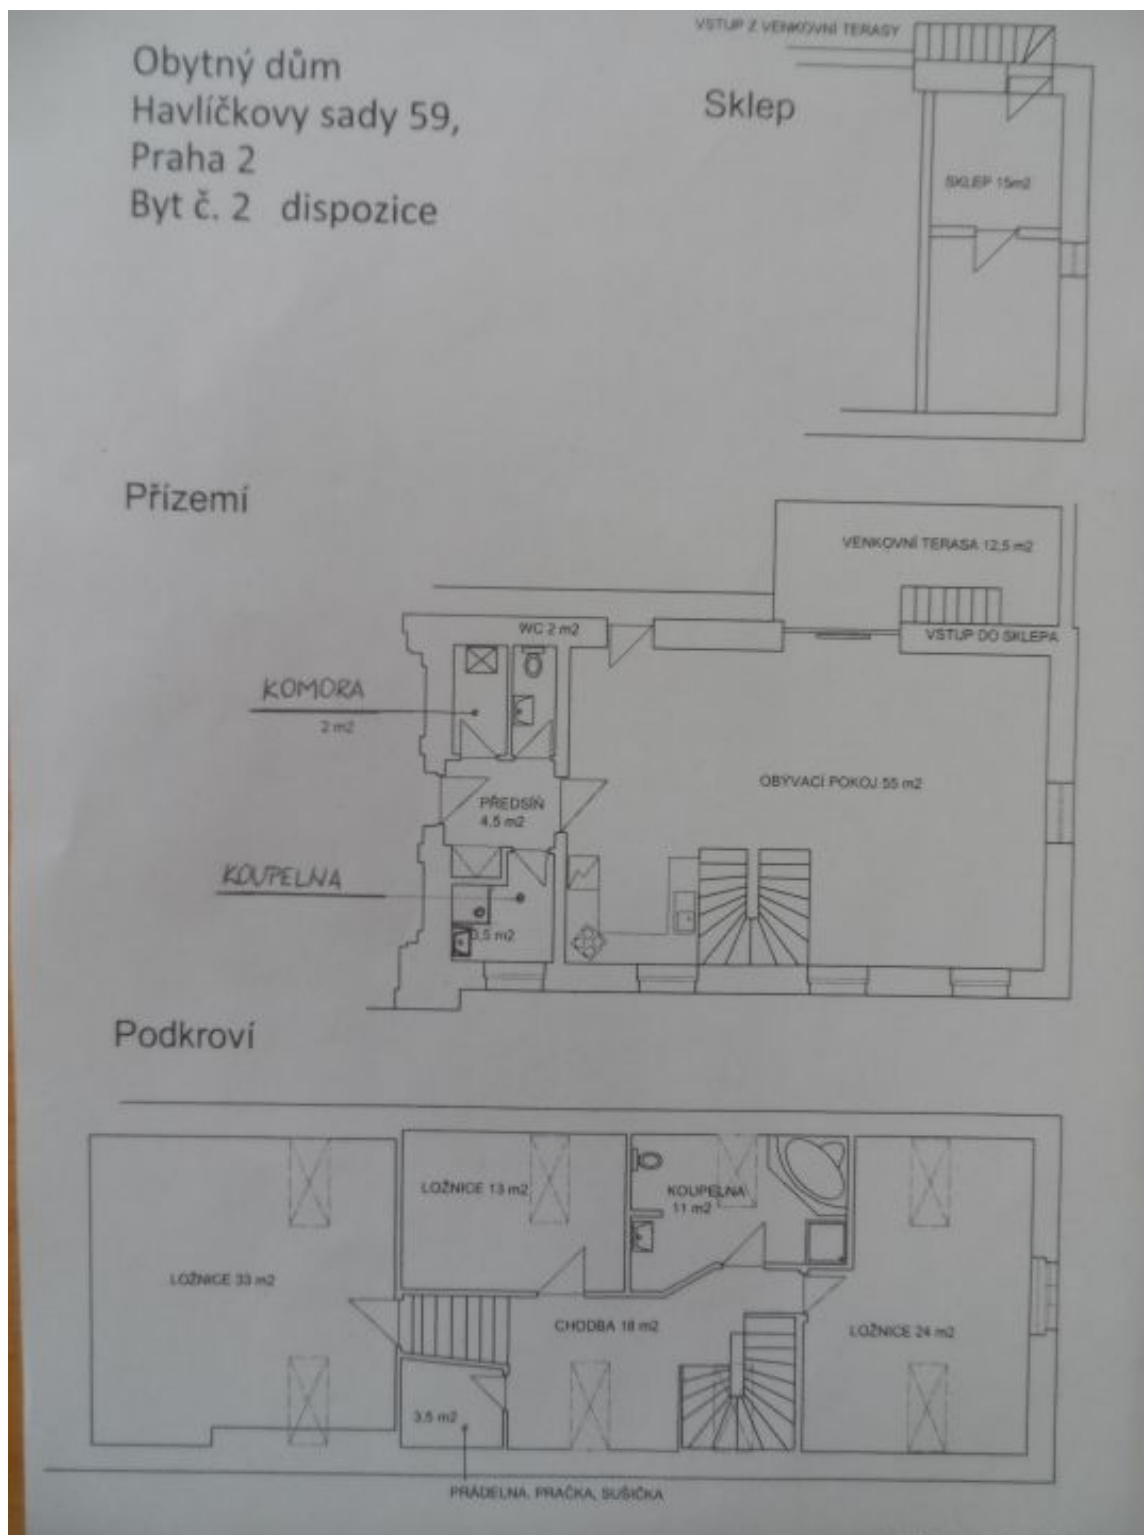 Obytný dům
Havlíčkovy sady 59,
Praha 2
Byt č. 2 dispozice
VSTUP Z VENKOVNÍ TERASY
Sklep
SKLEP 15m2
Přízemí
VENKOVNÍ TERASA 12,5 m2
WC 2 m2
VSTUP DO SKLEPA
KOMORA
2 m2
OBÝVACÍ POKOJ 55 m2
PŘEDSÍŇ
4,5 m2
KOUPELNA
,5 m2
Podkroví
LOŽNICE 13 m2
KOUPELNA
11 m2
LOŽNICE 33 m2
CHODBA 18 m2
LOŽNICE 24 m2
3,5 m2
PRÁDELNA, PRAČKA, SUŠIČKA